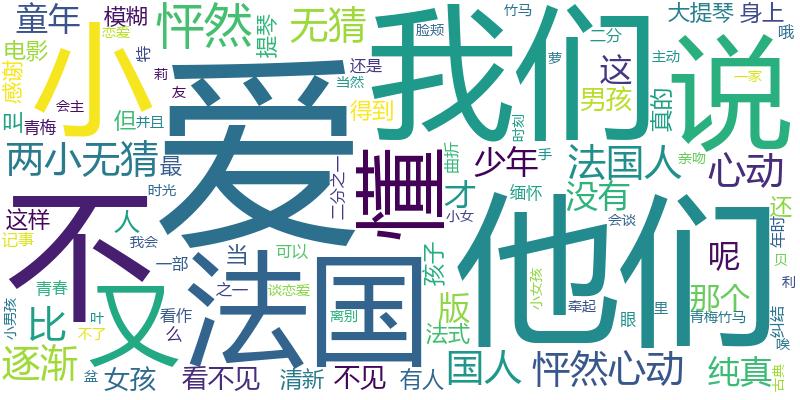 童年
模糊
恋爱
怦然
提琴
无猜
脸颊
竹马
我们
二分
大提琴
身上
哦
电影
小
特
莉
还是
这
主动
说
一家
感谢
爱
当然
得到
萝
男孩
真的
叫
会主
友
但
并且
青梅
时刻
懂
曲折
两小无猜
最
少年
手
法国人
心动
亲吻
时光
二分之一
才
缅怀
没有
还
这样
不
人
小女
会谈
年时
记事
我会
当
法国
可以
孩子
他们
呢
一部
又
贝
青春
之一
谈恋爱
小女孩
牵起
里
那个
利
小男孩
比
叶
看作
版
眼
青梅竹马
纠结
不了
么
离别
法式
唉
逐渐
盆
女孩
看不见
清新
不见
有人
国人
怦然心动
纯真
古典